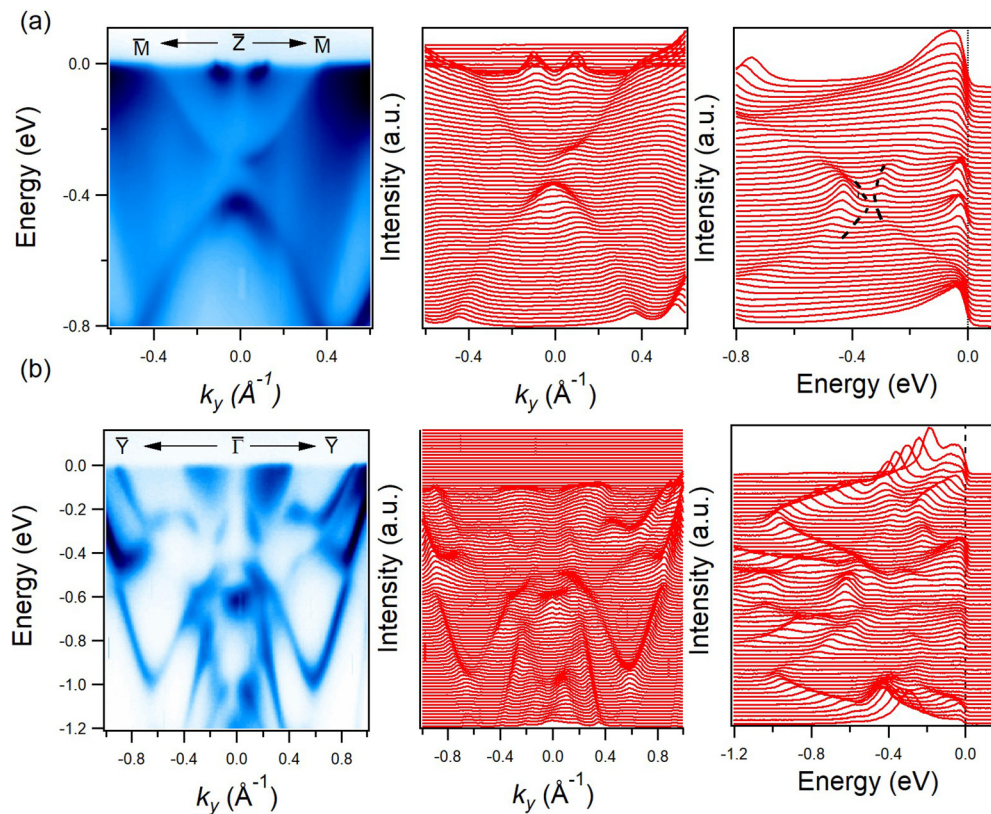 (a)
M̅ ← Z̅ → M̅
Energy (eV)
0.0
-0.4
-0.8
-0.4 0.0 0.4
k_y (Å⁻¹)
Intensity (a.u.)
-0.4 0.0 0.4
k_y (Å⁻¹)
Intensity (a.u.)
-0.8 -0.4 0.0
Energy (eV)
(b)
Y̅ ← Γ̅ → Y̅
Energy (eV)
0.0
-0.2
-0.4
-0.6
-0.8
-1.0
-1.2
-0.8 -0.4 0.0 0.4 0.8
k_y (Å⁻¹)
Intensity (a.u.)
-0.8 -0.4 0.0 0.4 0.8
k_y (Å⁻¹)
Intensity (a.u.)
-1.2 -0.8 -0.4 0.0
Energy (eV)